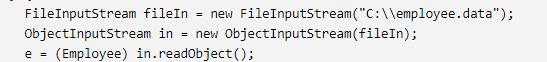 FileInputStream fileIn = new FileInputStream("C:\\employee.data");
ObjectInputStream in = new ObjectInputStream(fileIn);
e = (Employee) in.readObject();